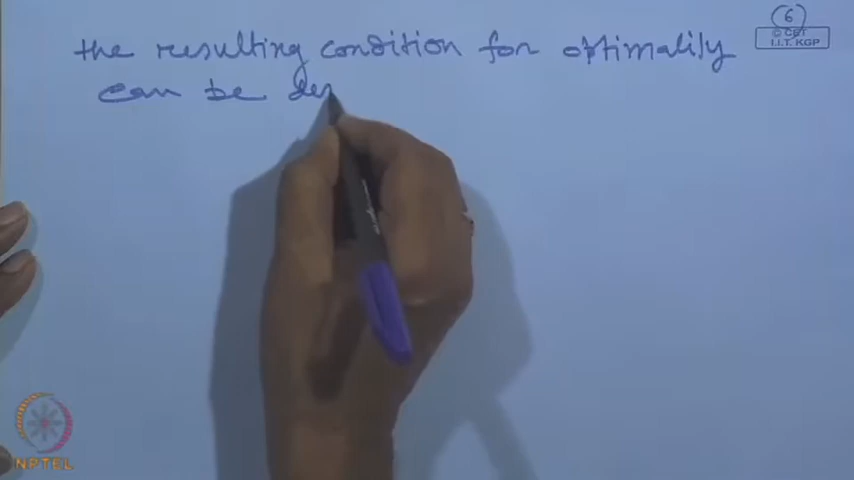 6
© CET
I.I.T. KGP
the resulting condition for optimality
can be
NPTEL